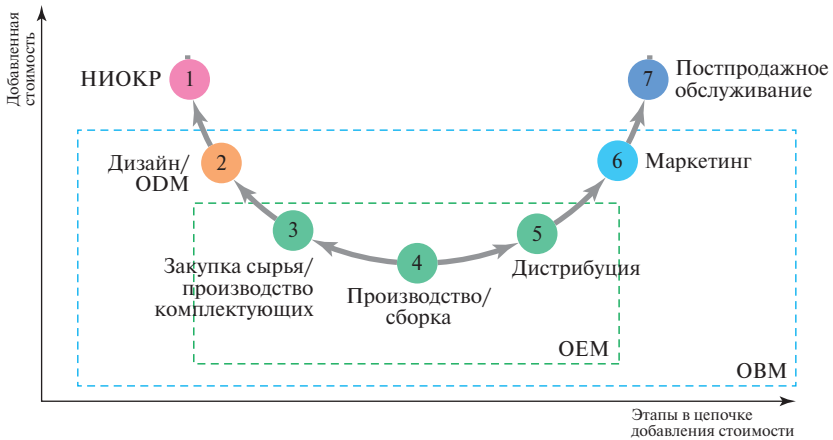 Добавленная
стоимость
НИОКР
1
7
Постпродажное
обслуживание
Дизайн/
ODM
2
6
Маркетинг
3
4
5
Закупка сырья/
производство
комплектующих
Производство/
сборка
Дистрибуция
OEM
OBM
Этапы в цепочке
добавления стоимости